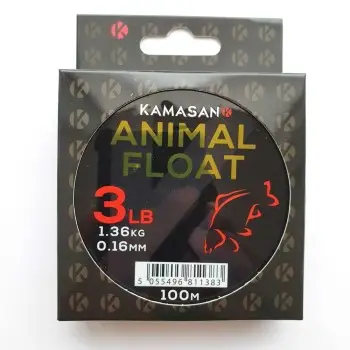 KAMASAN K
ANIMAL
FLOAT
3LB
1.36KG
0.16MM
5 055496 811383
100M